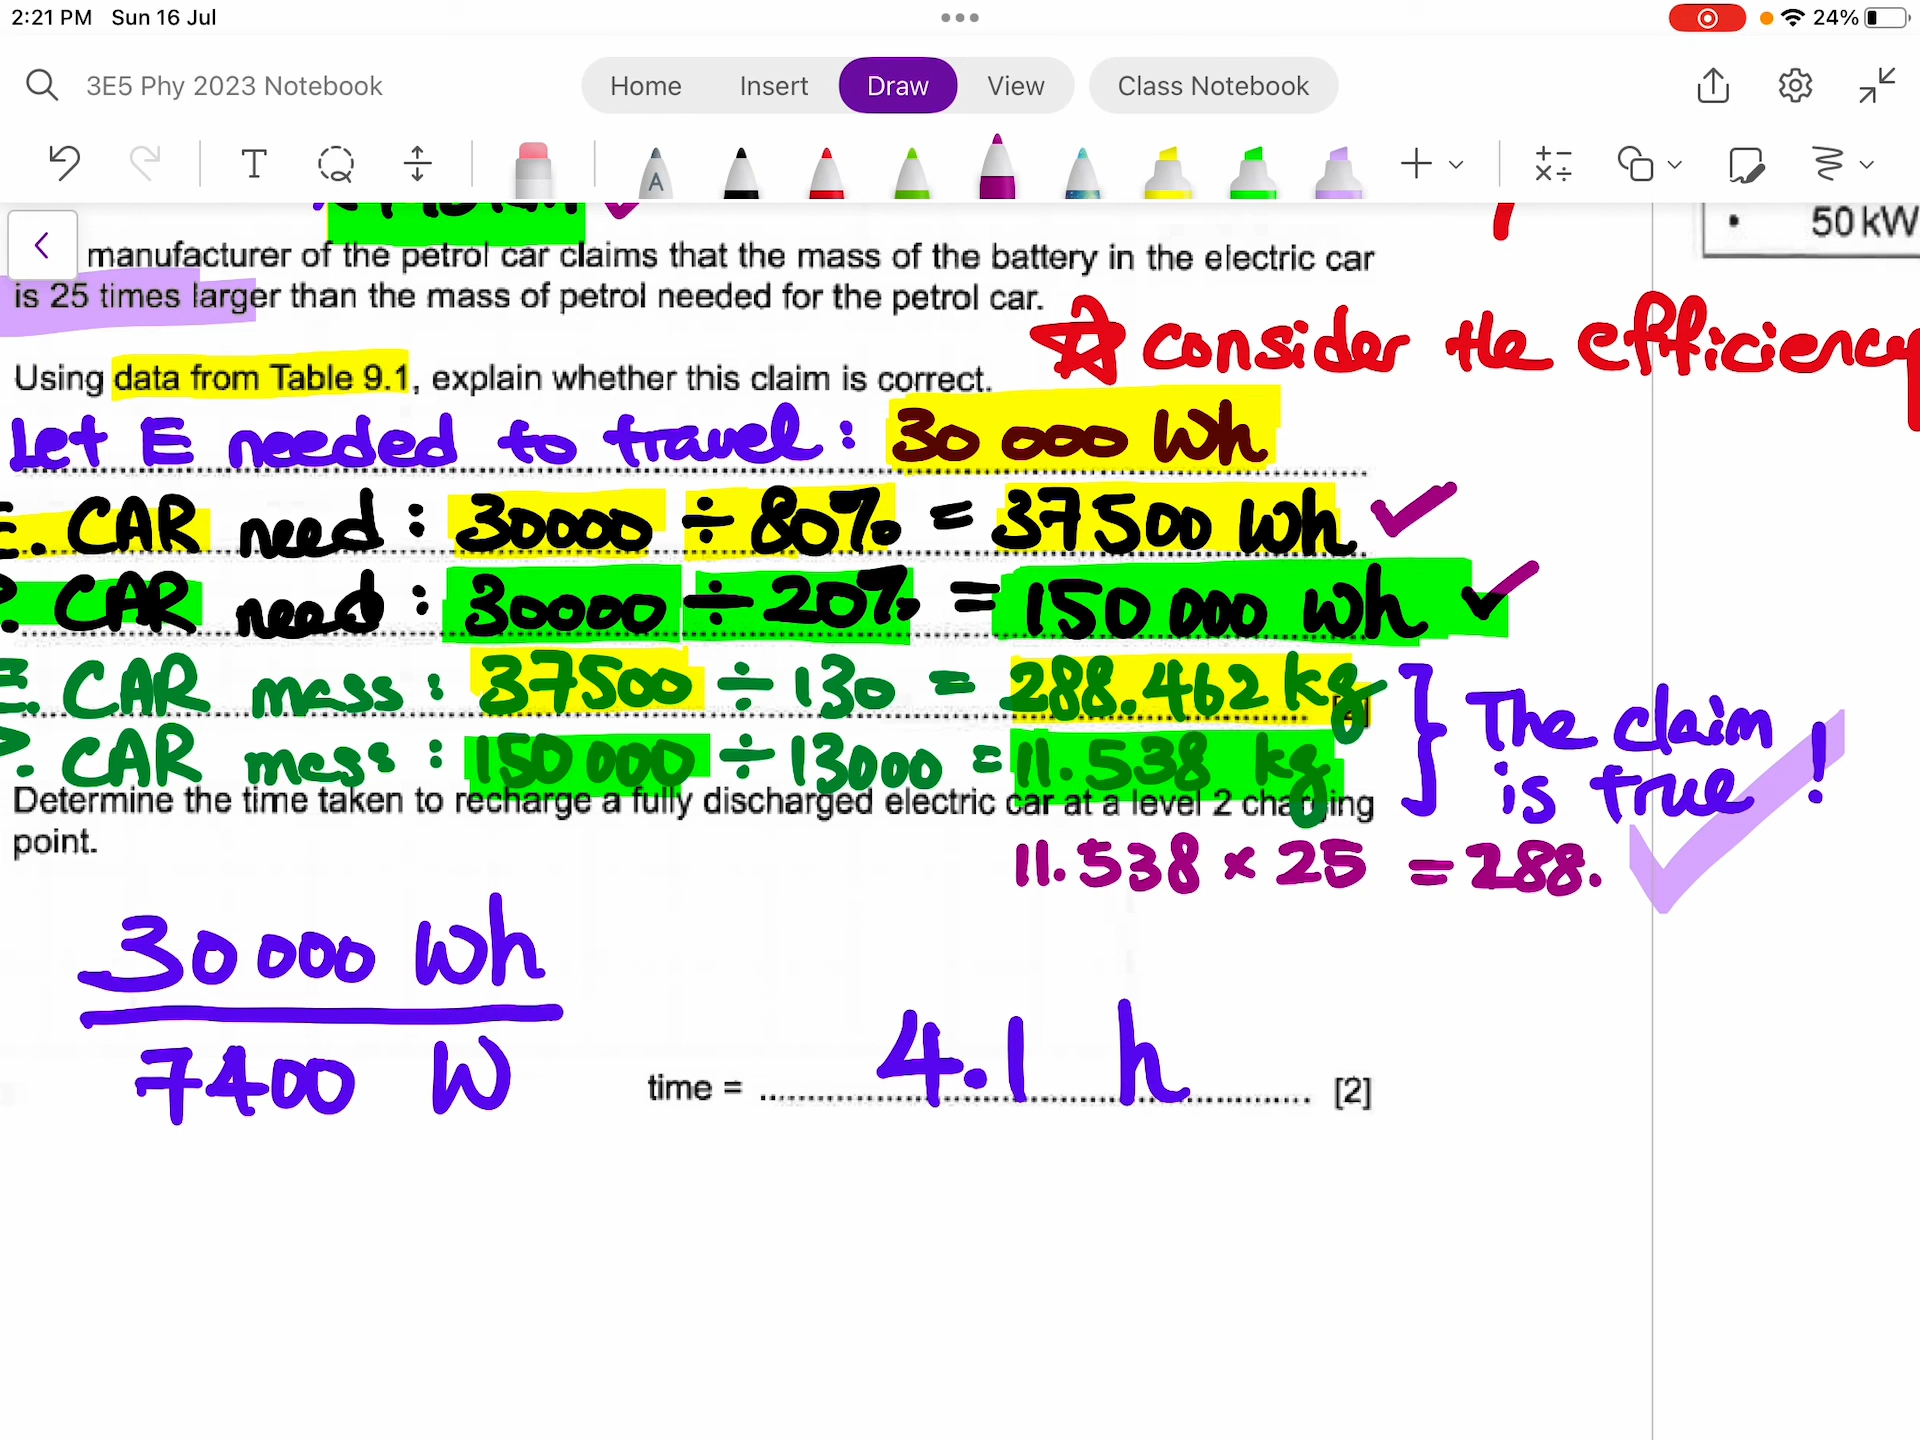 2:21 PM Sun 16 Jul
24%
3E5 Phy 2023 Notebook
Home Insert Draw View Class Notebook
T
A
50 kW
manufacturer of the petrol car claims that the mass of the battery in the electric car
is 25 times larger than the mass of petrol needed for the petrol car.
☆ consider the efficiency
Using data from Table 9.1, explain whether this claim is correct.
Let E needed to travel: 30 000 Wh
E. CAR need: 30000 ÷ 80% = 37500 Wh ✓
P. CAR need: 30000 ÷ 20% = 150 000 Wh ✓
E. CAR mass: 37500 ÷ 130 = 288.462 kg
P. CAR mass: 150 000 ÷ 13000 = 11.538 kg
The claim
is true!
Determine the time taken to recharge a fully discharged electric car at a level 2 charging
point.
11.538 × 25 = 288. ✓
30 000 Wh
7400 W
time = 4.1 h [2]